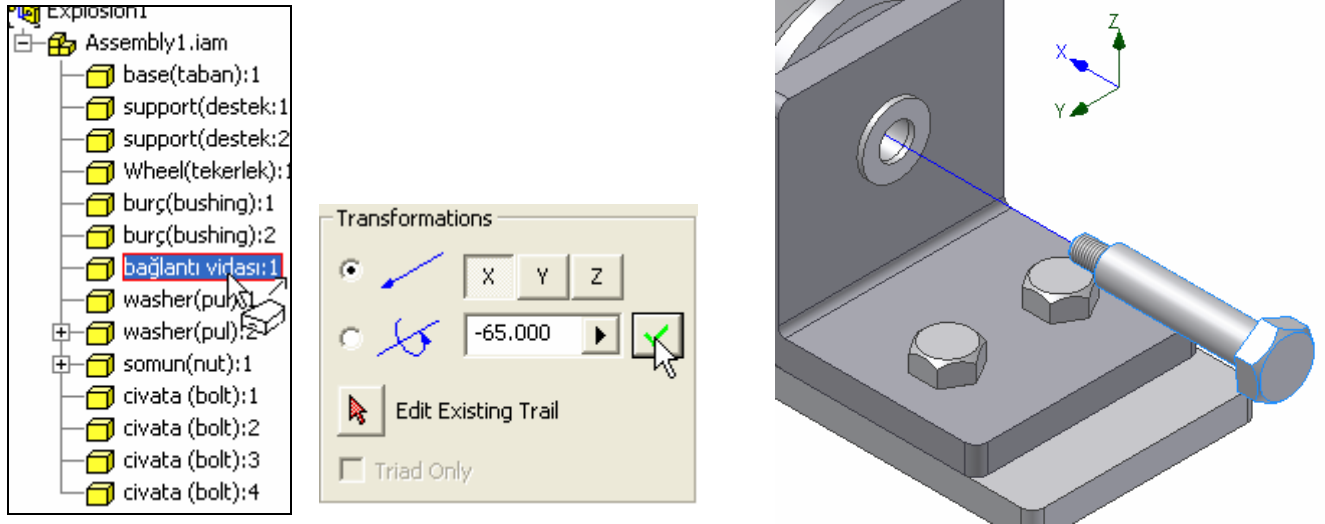 Explosion1
Assembly1.iam
base(taban):1
support(destek:1
support(destek:2
Wheel(tekerlek):1
burç(bushing):1
burç(bushing):2
bağlantı vidası:1
washer(pul):1
washer(pul):2
somun(nut):1
civata (bolt):1
civata (bolt):2
civata (bolt):3
civata (bolt):4
Transformations
X Y Z
-65.000
Edit Existing Trail
Triad Only
Z
X
Y